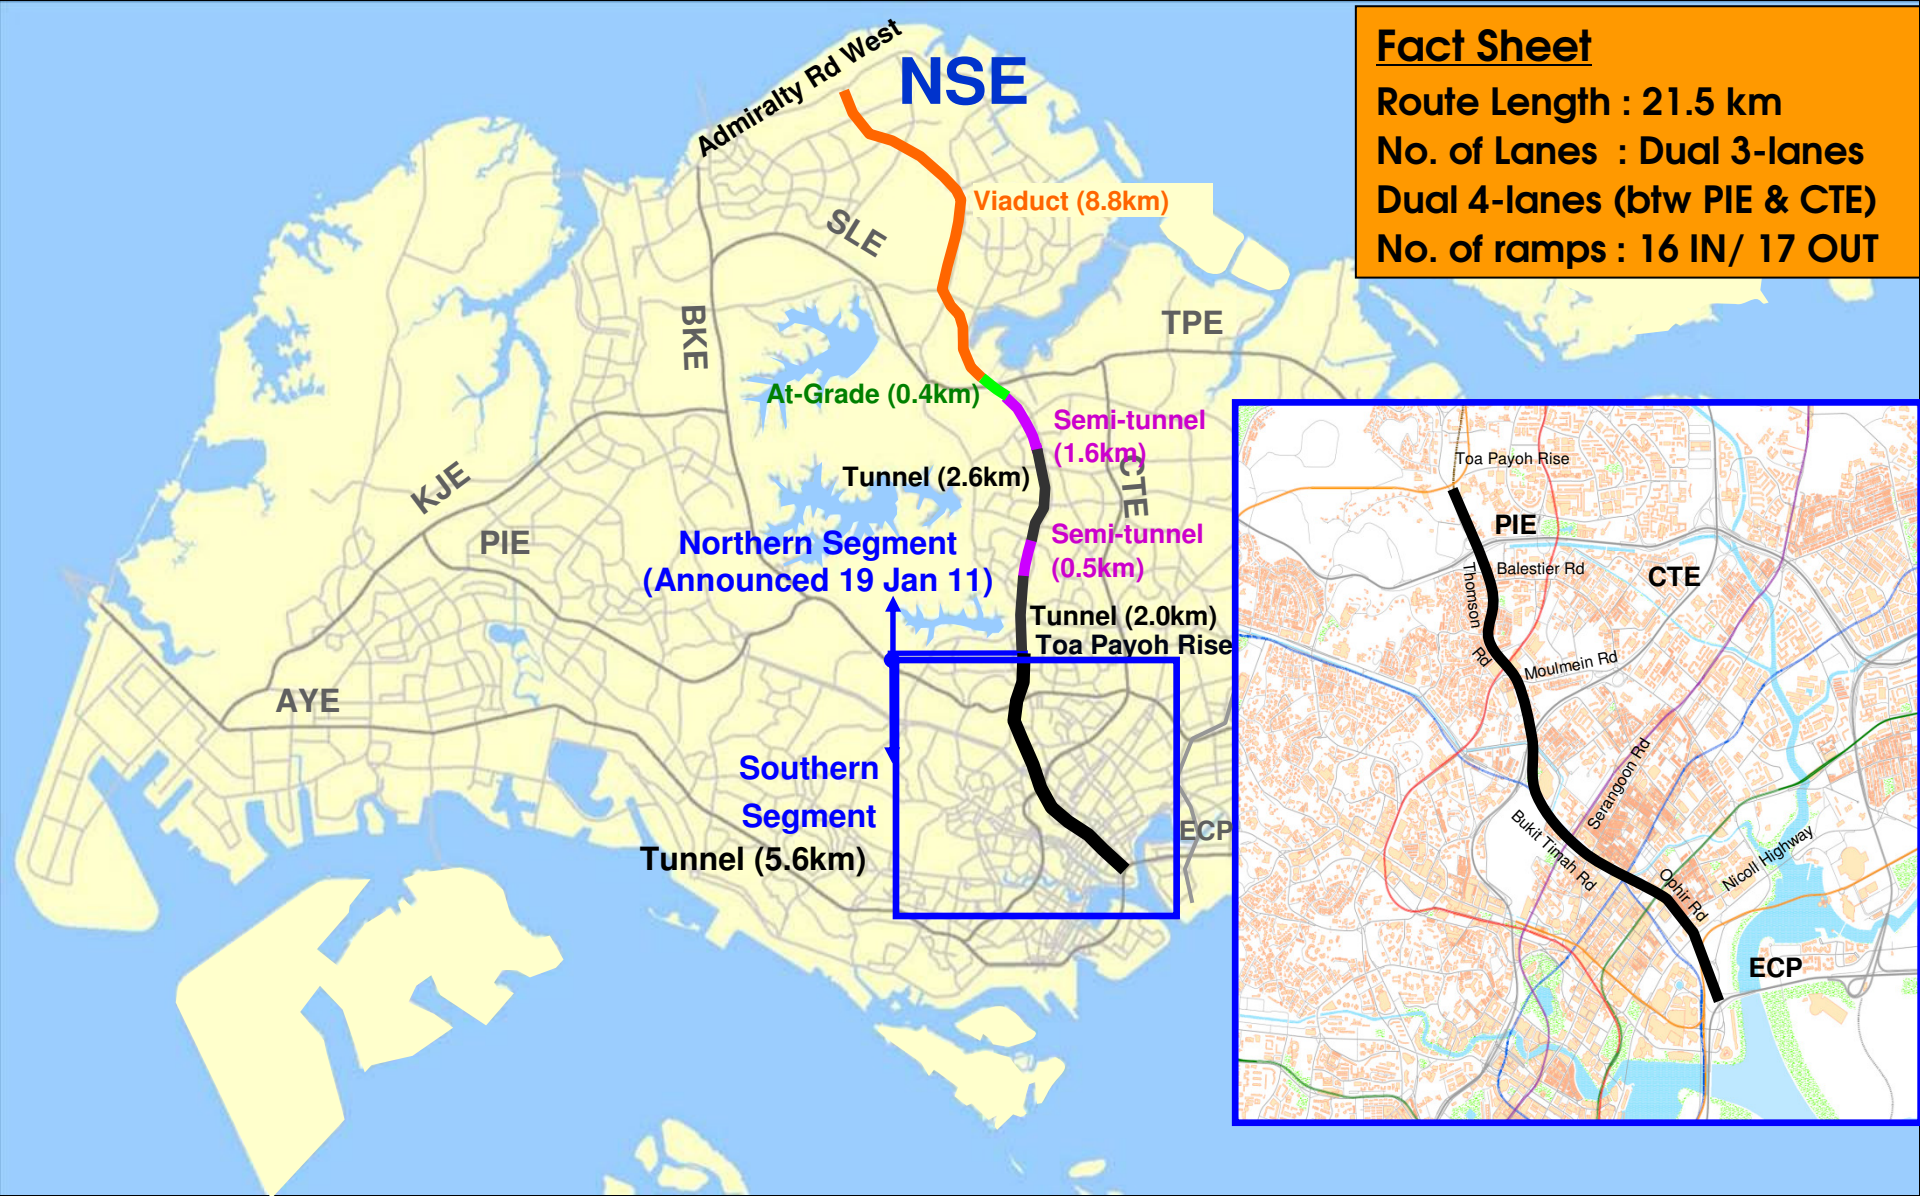 Admiralty Rd West
NSE
Fact Sheet
Route Length : 21.5 km
No. of Lanes : Dual 3-lanes
Dual 4-lanes (btw PIE & CTE)
No. of ramps : 16 IN/ 17 OUT
Viaduct (8.8km)
SLE
BKE
TPE
At-Grade (0.4km)
Semi-tunnel
(1.6km)
CTE
Tunnel (2.6km)
KJE
PIE
Semi-tunnel
(0.5km)
Northern Segment
(Announced 19 Jan 11)
Tunnel (2.0km)
Toa Payoh Rise
AYE
Southern
Segment
Tunnel (5.6km)
ECP
Toa Payoh Rise
PIE
Balestier Rd
CTE
Thomson
Rd
Moulmein Rd
Serangoon Rd
Bukit Timah Rd
Ophir Rd
Nicoll Highway
ECP